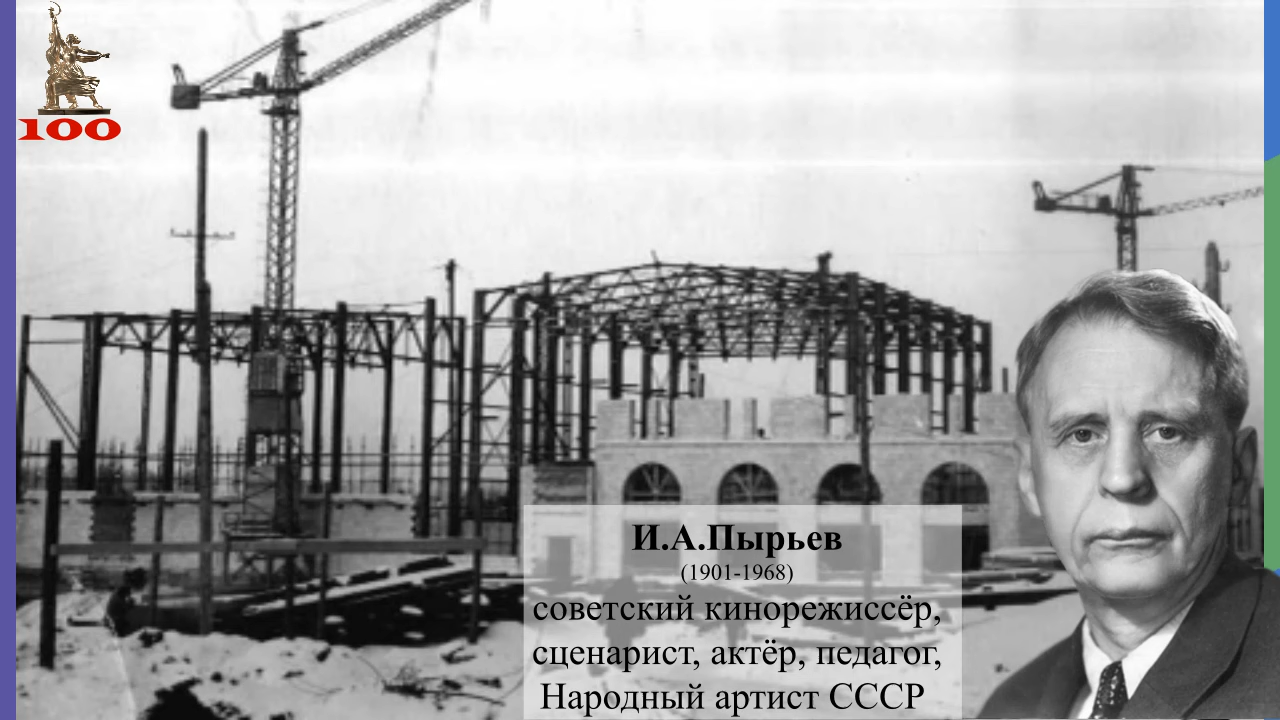 100
И.А.Пырьев
(1901-1968)
советский кинорежиссёр,
сценарист, актёр, педагог,
Народный артист СССР